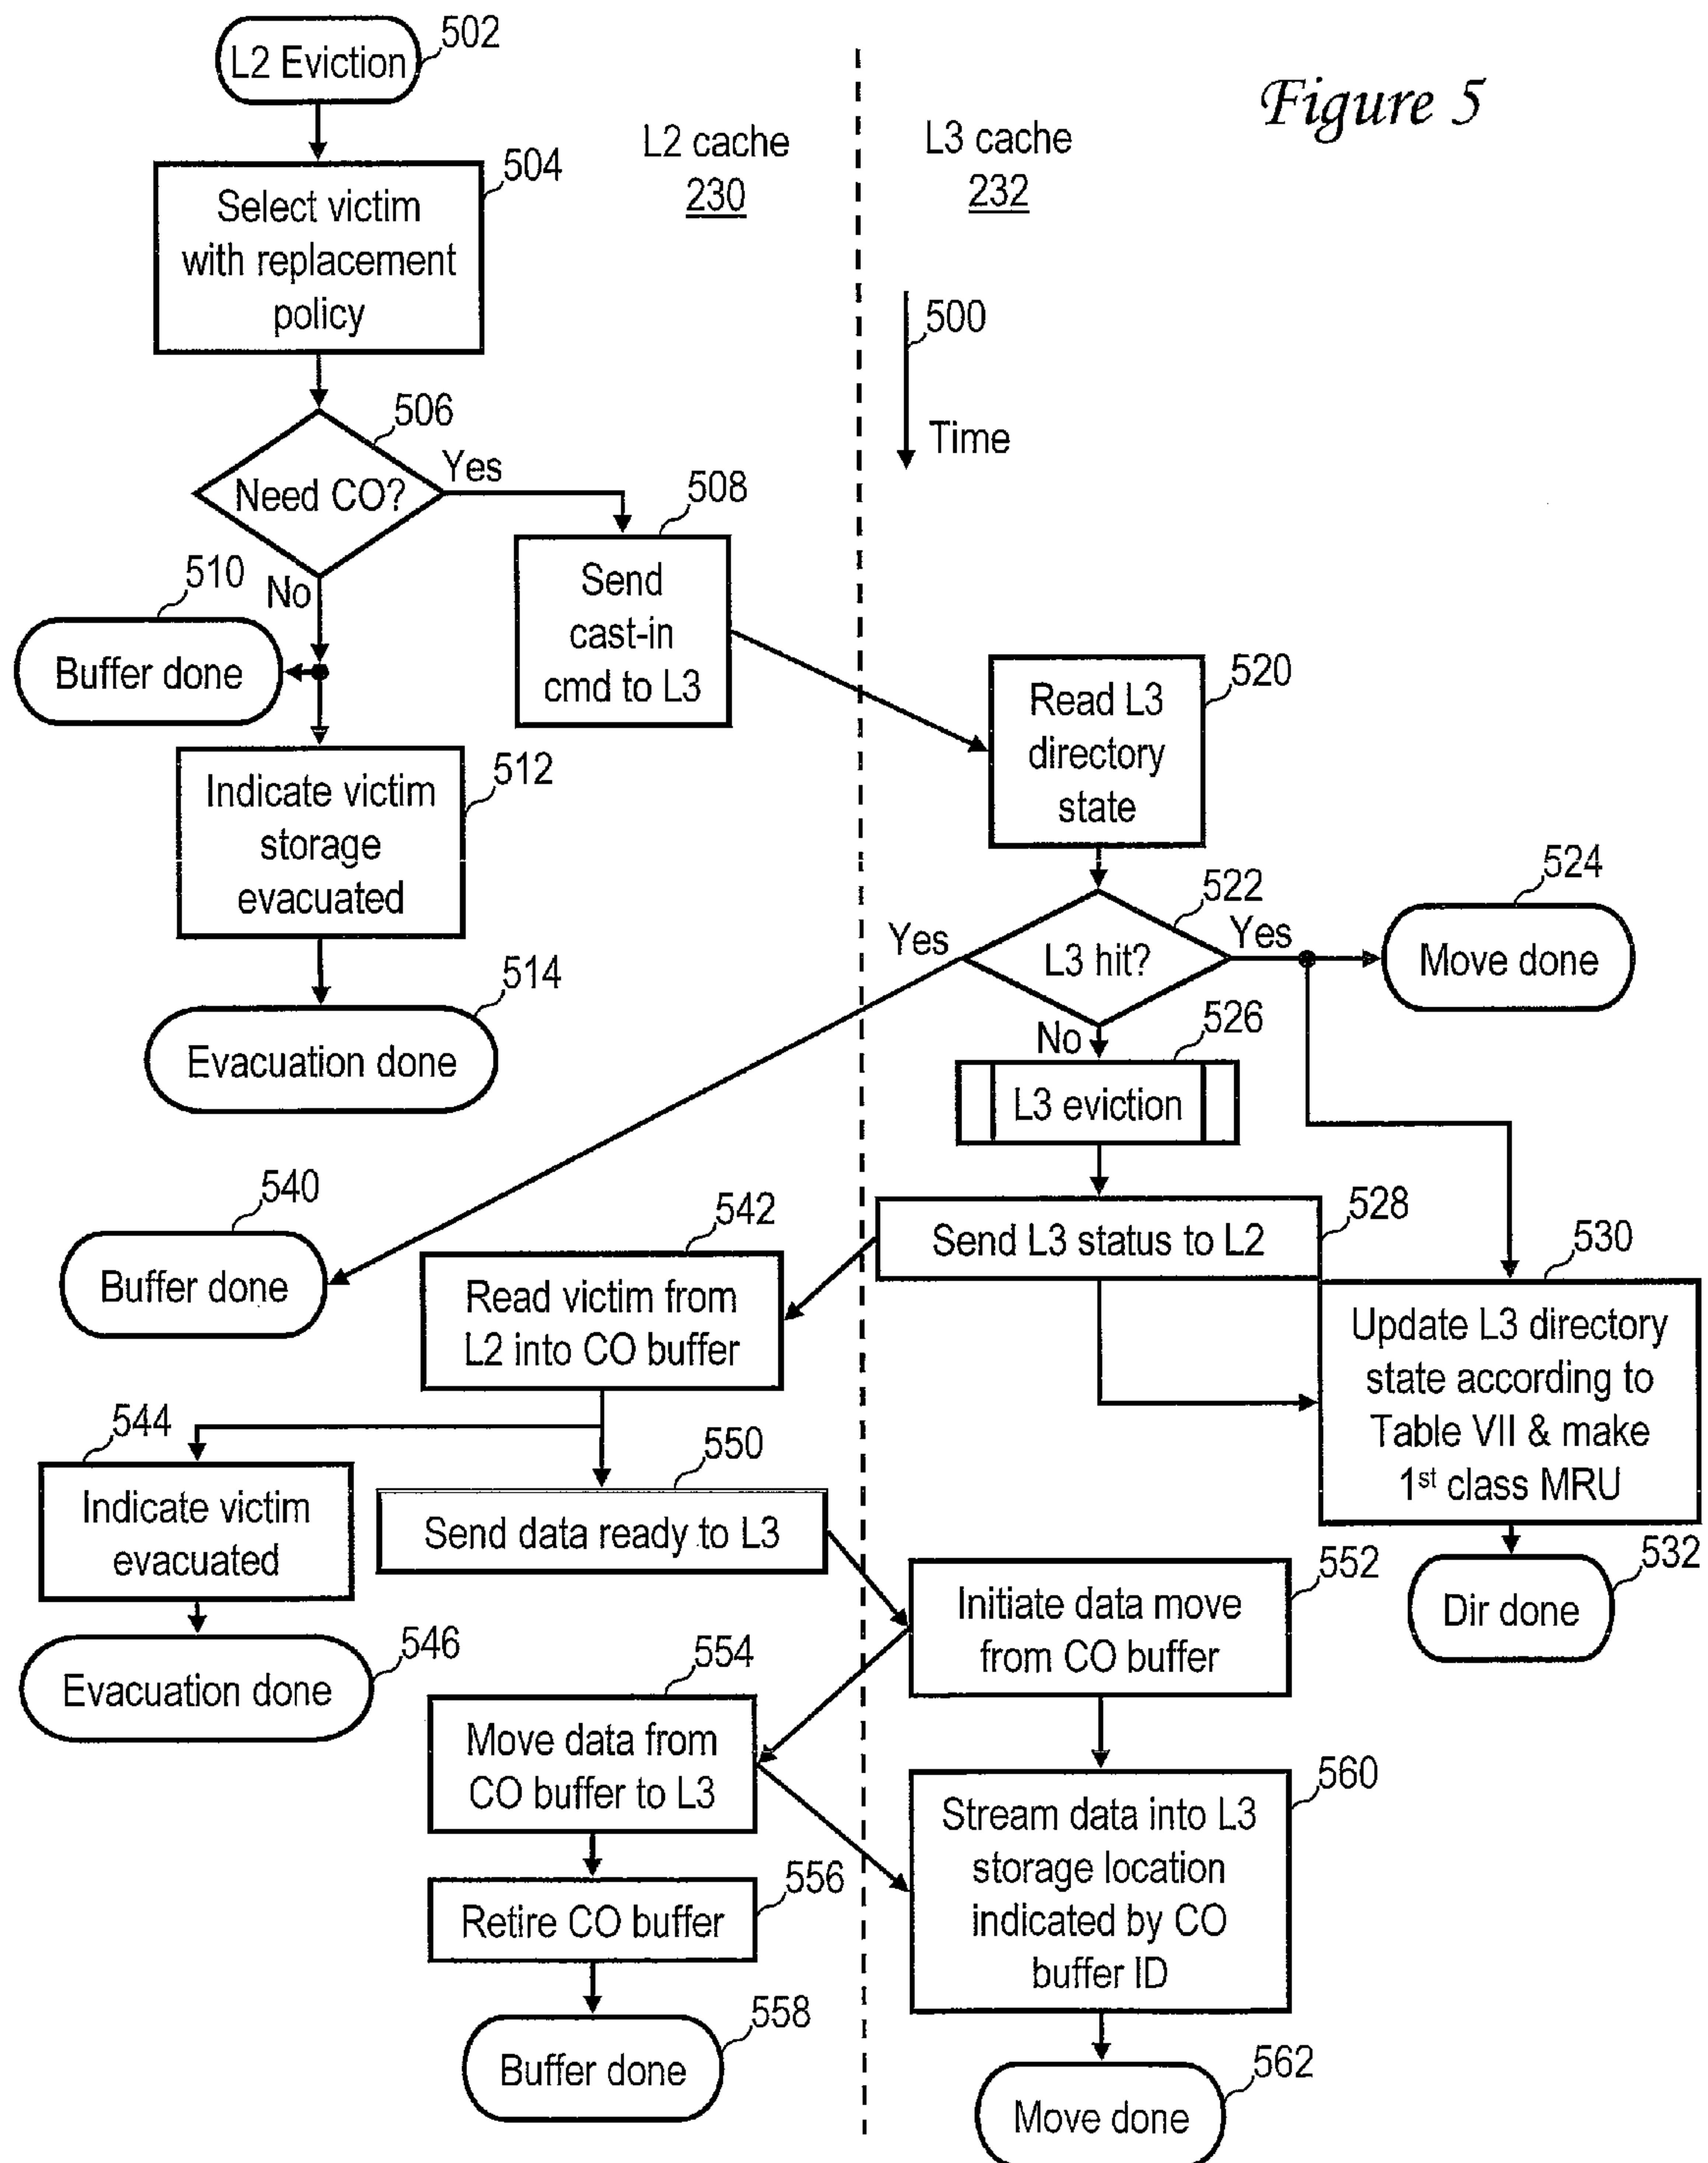 Figure 5
L2 cache
230
L3 cache
232
500
Time
502
L2 Eviction
504
Select victim
with replacement
policy
506
Need CO?
Yes
No
508
Send
cast-in
cmd to L3
510
Buffer done
512
Indicate victim
storage
evacuated
514
Evacuation done
520
Read L3
directory
state
522
L3 hit?
Yes
Yes
No
524
Move done
526
L3 eviction
528
Send L3 status to L2
530
Update L3 directory
state according to
Table VII & make
1st class MRU
532
Dir done
540
Buffer done
542
Read victim from
L2 into CO buffer
544
Indicate victim
evacuated
546
Evacuation done
550
Send data ready to L3
552
Initiate data move
from CO buffer
554
Move data from
CO buffer to L3
556
Retire CO buffer
558
Buffer done
560
Stream data into L3
storage location
indicated by CO
buffer ID
562
Move done